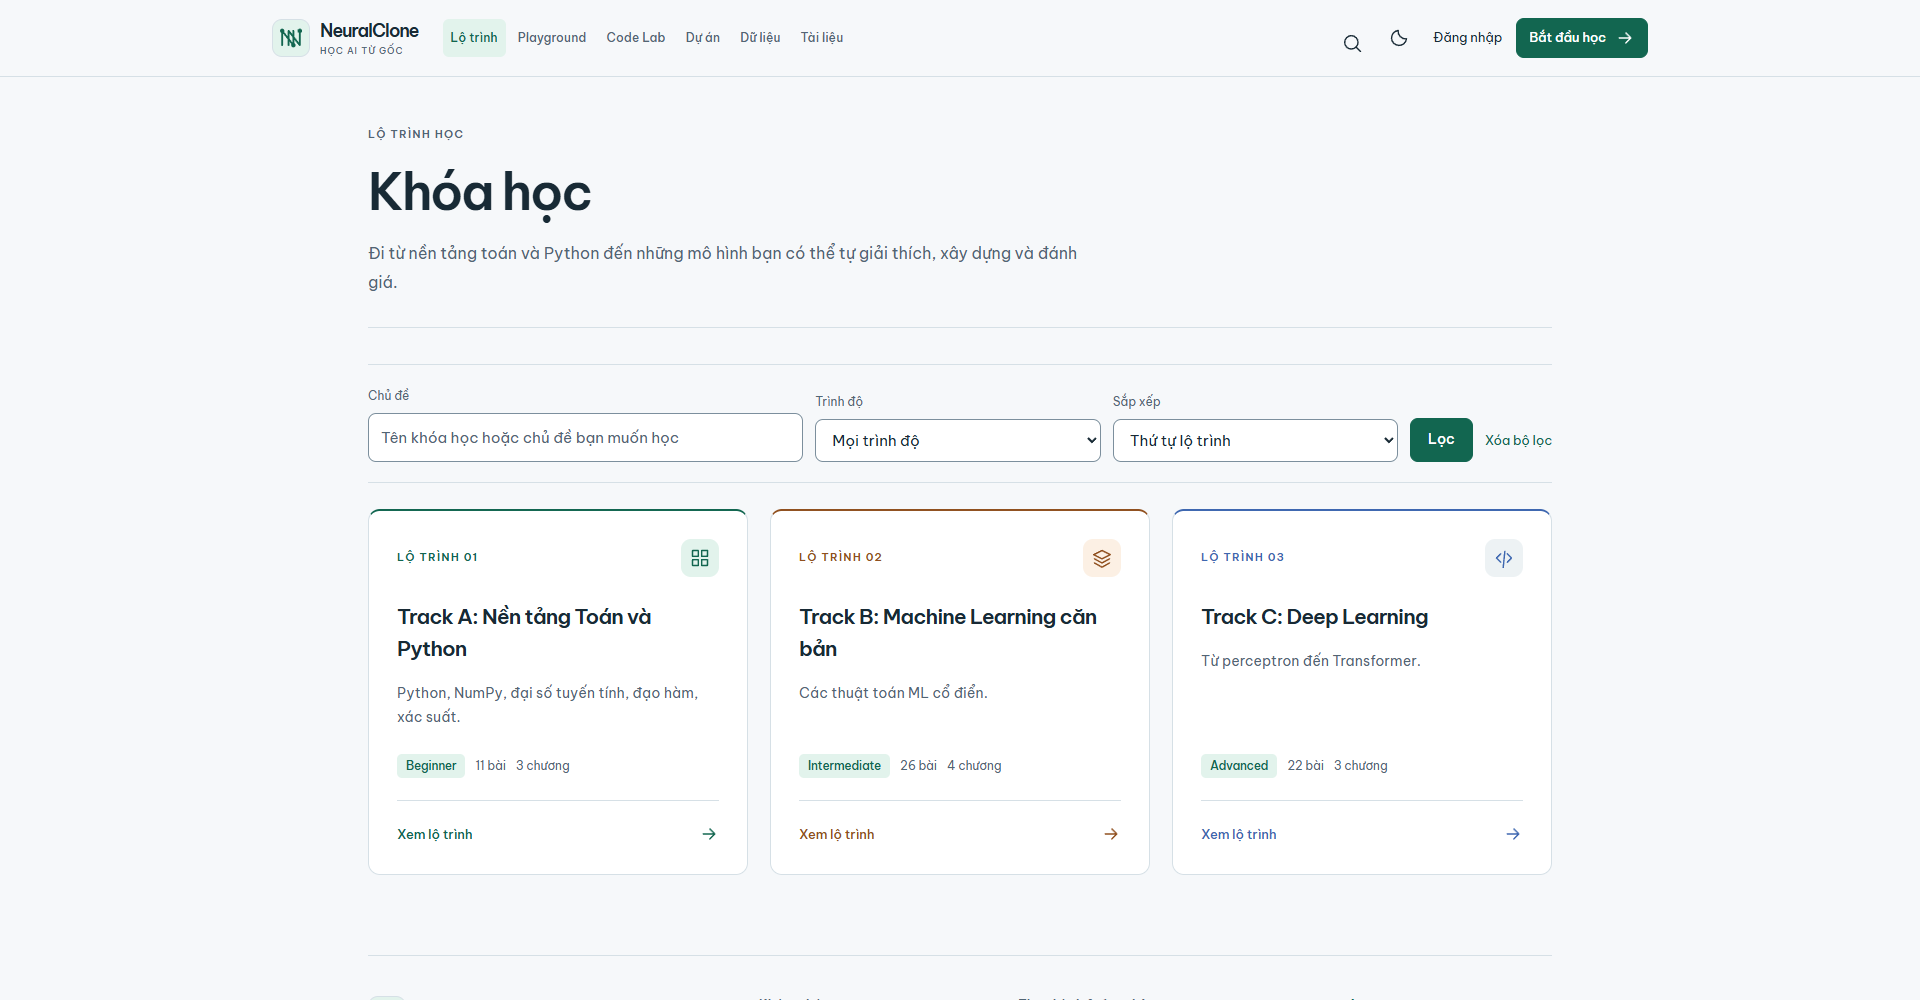 NeuralClone
HỌC AI TỪ GỐC
Lộ trình
Playground
Code Lab
Dự án
Dữ liệu
Tài liệu
Đăng nhập
Bắt đầu học
LỘ TRÌNH HỌC
Khóa học
Đi từ nền tảng toán và Python đến những mô hình bạn có thể tự giải thích, xây dựng và đánh
giá.
Chủ đề
Tên khóa học hoặc chủ đề bạn muốn học
Trình độ
Mọi trình độ
Sắp xếp
Thứ tự lộ trình
Lọc
Xóa bộ lọc
LỘ TRÌNH 01
Track A: Nền tảng Toán và
Python
Python, NumPy, đại số tuyến tính, đạo hàm,
xác suất.
Beginner 11 bài 3 chương
Xem lộ trình
LỘ TRÌNH 02
Track B: Machine Learning căn
bản
Các thuật toán ML cổ điển.
Intermediate 26 bài 4 chương
Xem lộ trình
LỘ TRÌNH 03
Track C: Deep Learning
Từ perceptron đến Transformer.
Advanced 22 bài 3 chương
Xem lộ trình